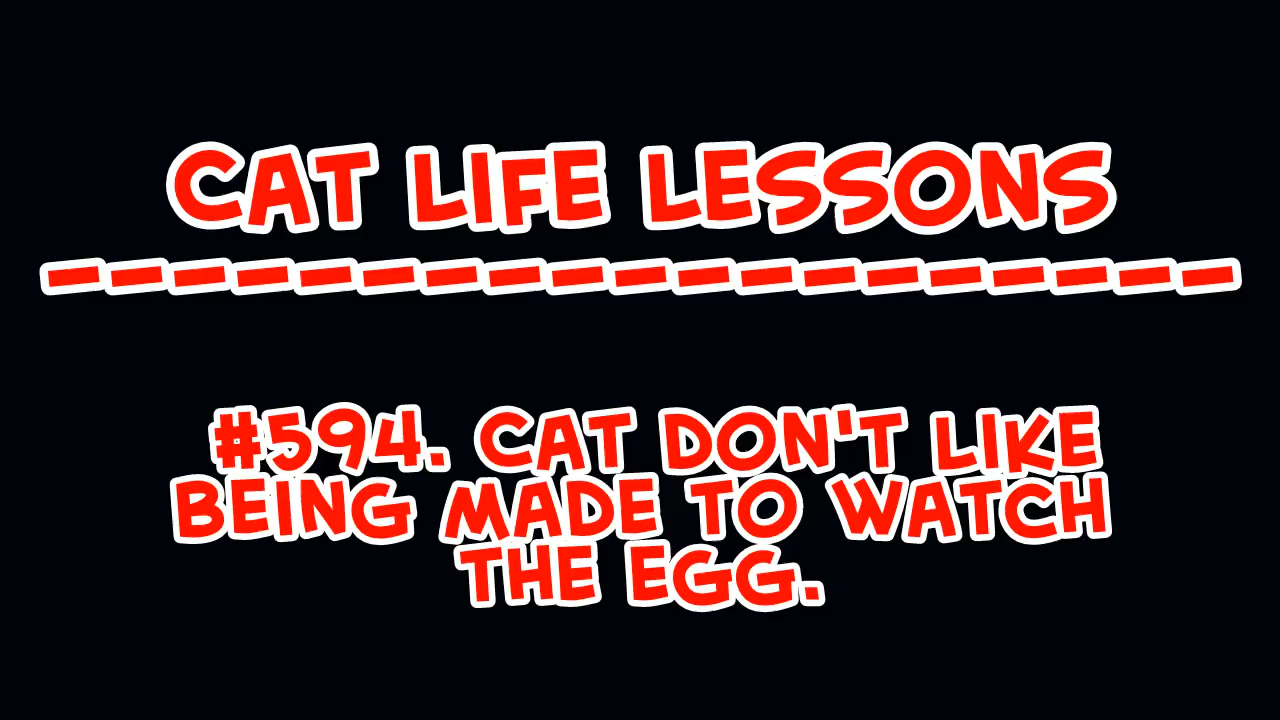 CAT LIFE LESSONS
-------------------
#594. CAT DON'T LIKE
BEING MADE TO WATCH
THE EGG.